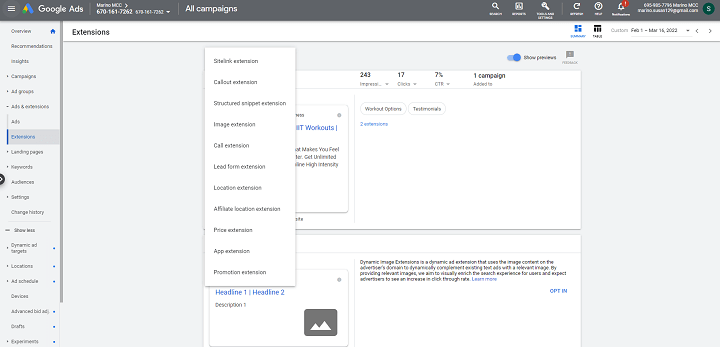 Google Ads
Marino MCC
670-161-7262
670-161-7262
All campaigns
SEARCH
REPORTS
TOOLS AND SETTINGS
REFRESH
HELP
Notifications
695-985-7796 Marino MCC
marino.susan129@gmail.com
S
Overview
Recommendations
Insights
Campaigns
Ad groups
Ads & extensions
Ads
Extensions
Landing pages
Keywords
Audiences
Settings
Change history
Show less
Dynamic ad
targets
Locations
Ad schedule
Devices
Advanced bid adj.
Drafts
Experiments
Extensions
SUMMARY
TABLE
Custom
Feb 1 – Mar 16, 2022
Show previews
FEEDBACK
Sitelink extension
Callout extension
Structured snippet extension
Image extension
Call extension
Lead form extension
Location extension
Affiliate location extension
Price extension
App extension
Promotion extension
243
17
7%
1 campaign
Impressi...
Clicks
CTR
Added to
IIT Workouts |
hat Makes You Feel
ter. Get Unlimited
nline High Intensity
Workout Options
Testimonials
2 extensions
Headline 1 | Headline 2
Description 1
Dynamic Image Extensions is a dynamic ad extension that uses the image content on the
advertiser's domain to dynamically complement existing text ads with a relevant image. By
providing relevant images, we aim to visually enrich the search experience for users and expect
advertisers to see an increase in click through rate. Learn more
OPT IN